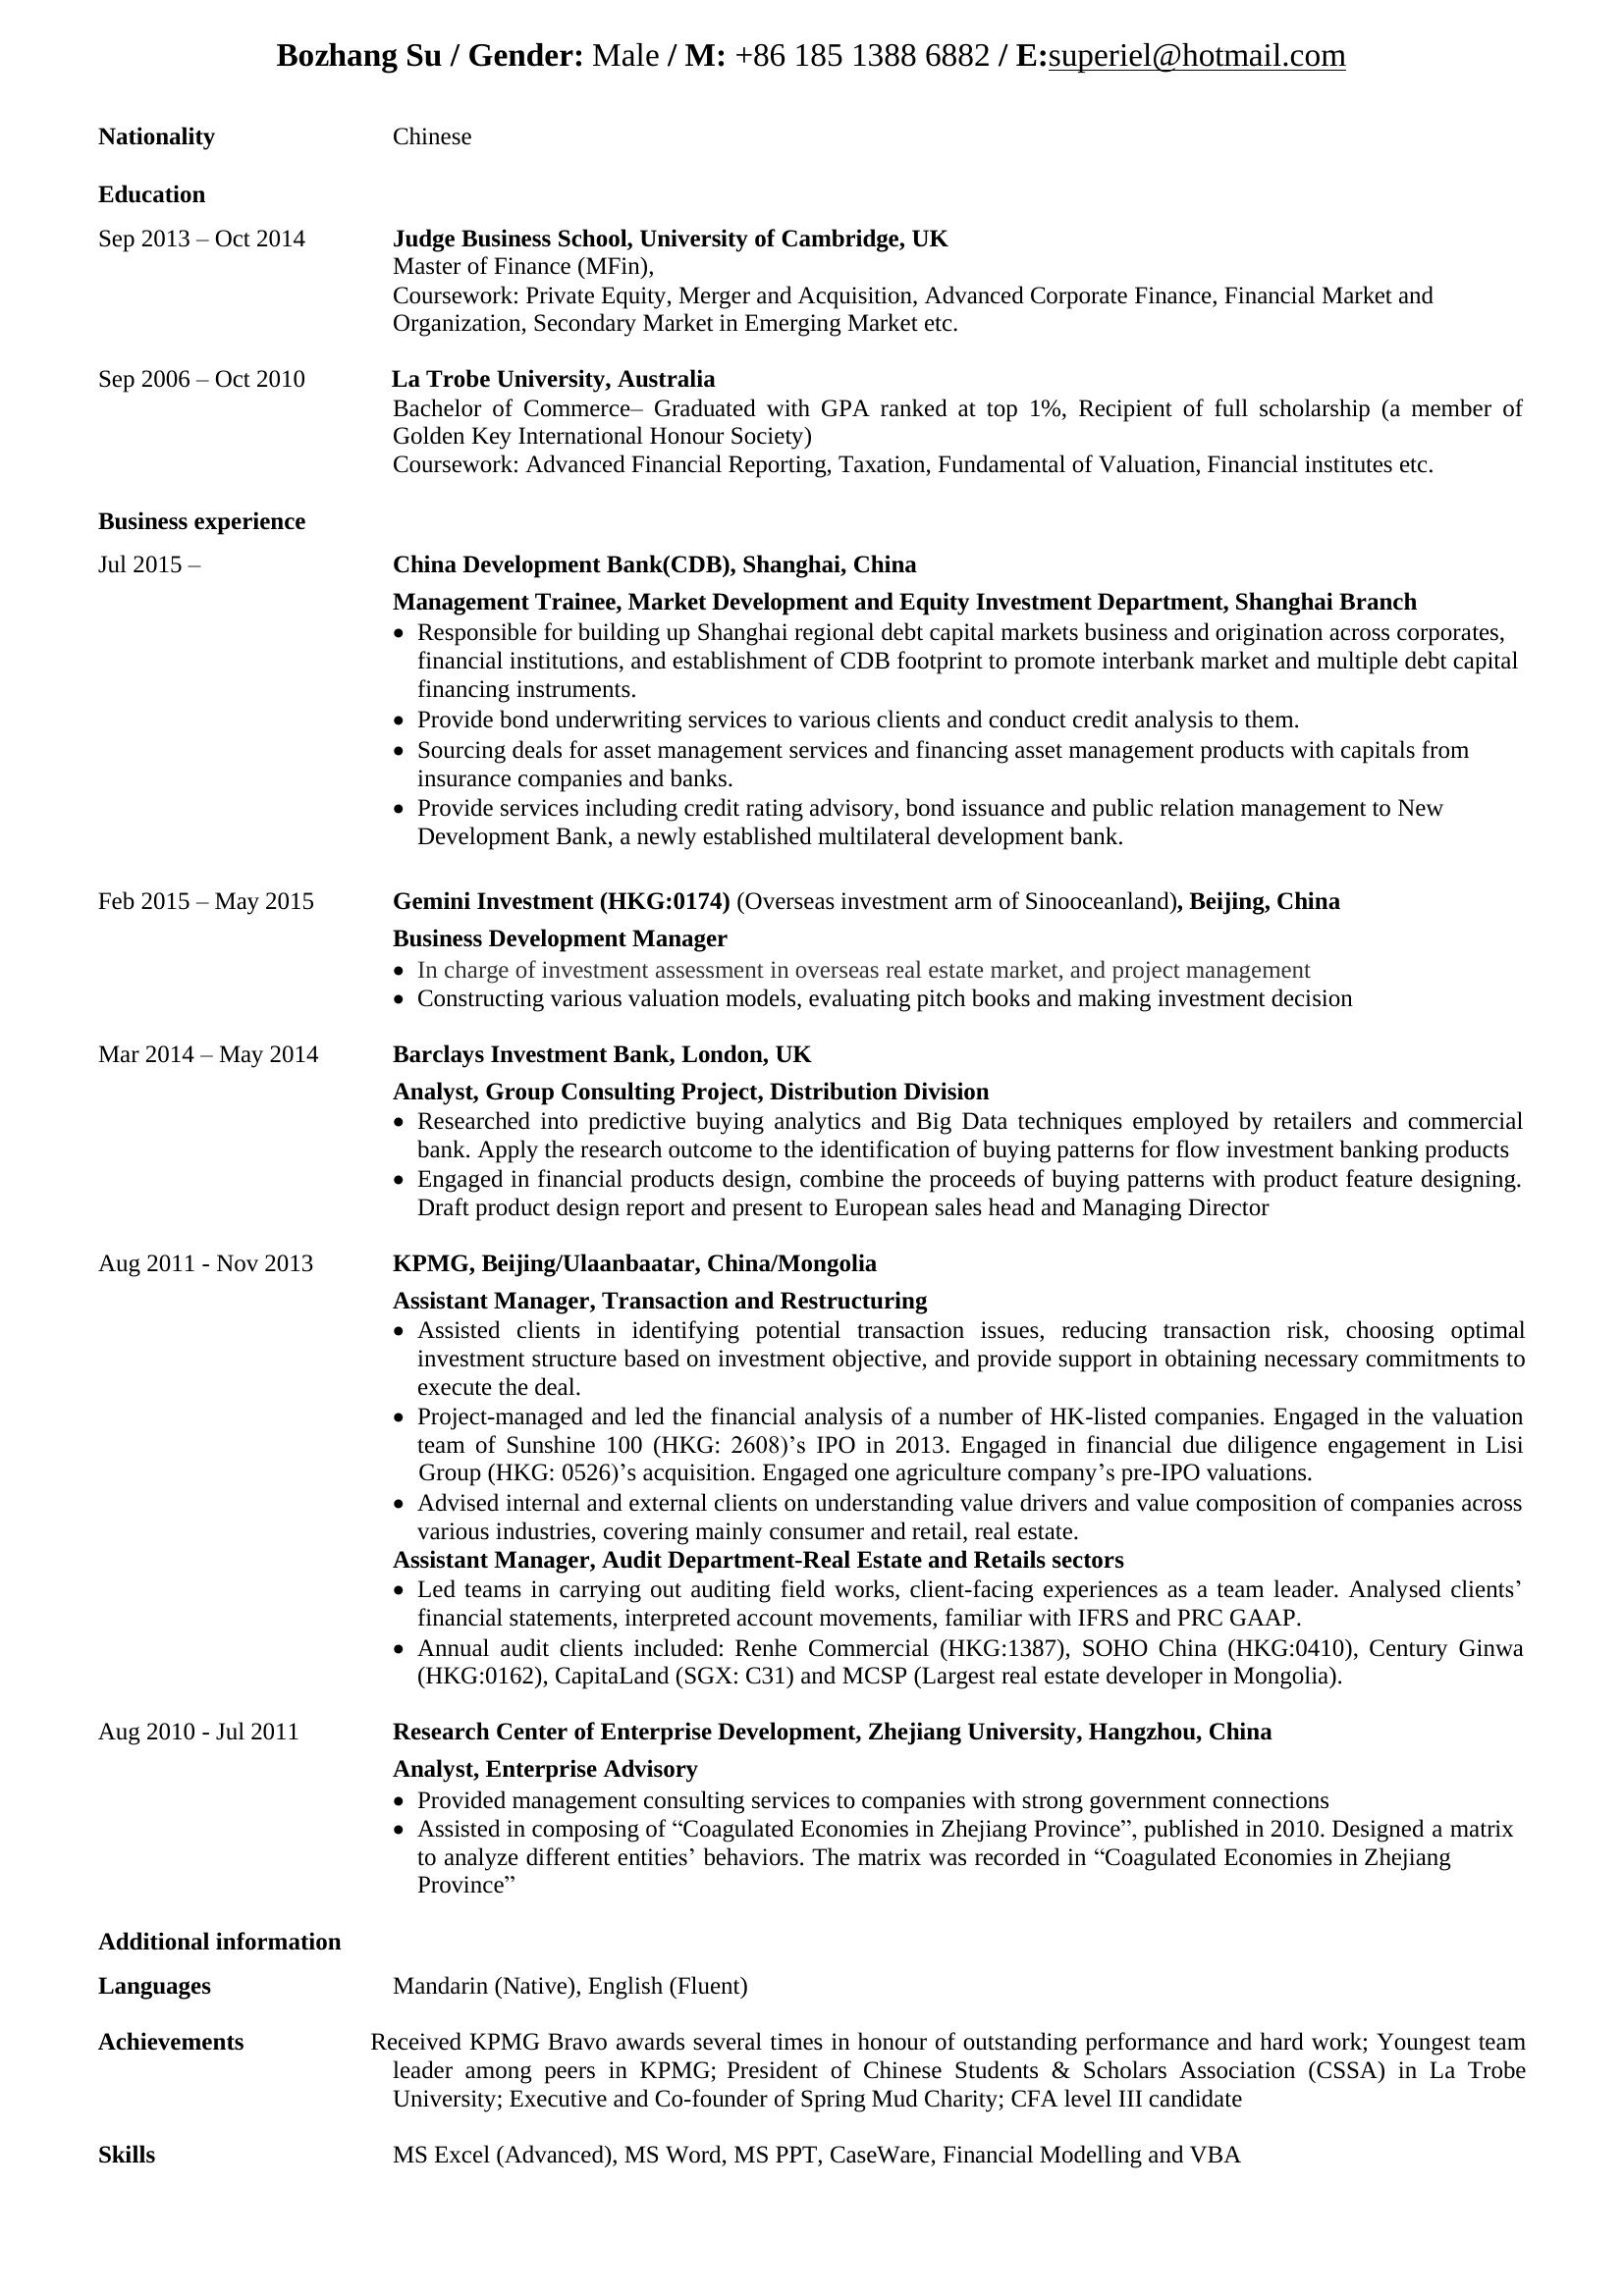 Bozhang Su / Gender: Male / M: +86 185 1388 6882 / E:superiel@hotmail.com
Nationality Chinese
Education
Sep 2013 – Oct 2014 Judge Business School, University of Cambridge, UK
Master of Finance (MFin),
Coursework: Private Equity, Merger and Acquisition, Advanced Corporate Finance, Financial Market and
Organization, Secondary Market in Emerging Market etc.
Sep 2006 – Oct 2010 La Trobe University, Australia
Bachelor of Commerce– Graduated with GPA ranked at top 1%, Recipient of full scholarship (a member of
Golden Key International Honour Society)
Coursework: Advanced Financial Reporting, Taxation, Fundamental of Valuation, Financial institutes etc.
Business experience
Jul 2015 – China Development Bank(CDB), Shanghai, China
Management Trainee, Market Development and Equity Investment Department, Shanghai Branch
• Responsible for building up Shanghai regional debt capital markets business and origination across corporates,
financial institutions, and establishment of CDB footprint to promote interbank market and multiple debt capital
financing instruments.
• Provide bond underwriting services to various clients and conduct credit analysis to them.
• Sourcing deals for asset management services and financing asset management products with capitals from
insurance companies and banks.
• Provide services including credit rating advisory, bond issuance and public relation management to New
Development Bank, a newly established multilateral development bank.
Feb 2015 – May 2015 Gemini Investment (HKG:0174) (Overseas investment arm of Sinooceanland), Beijing, China
Business Development Manager
• In charge of investment assessment in overseas real estate market, and project management
• Constructing various valuation models, evaluating pitch books and making investment decision
Mar 2014 – May 2014 Barclays Investment Bank, London, UK
Analyst, Group Consulting Project, Distribution Division
• Researched into predictive buying analytics and Big Data techniques employed by retailers and commercial
bank. Apply the research outcome to the identification of buying patterns for flow investment banking products
• Engaged in financial products design, combine the proceeds of buying patterns with product feature designing.
Draft product design report and present to European sales head and Managing Director
Aug 2011 - Nov 2013 KPMG, Beijing/Ulaanbaatar, China/Mongolia
Assistant Manager, Transaction and Restructuring
• Assisted clients in identifying potential transaction issues, reducing transaction risk, choosing optimal
investment structure based on investment objective, and provide support in obtaining necessary commitments to
execute the deal.
• Project-managed and led the financial analysis of a number of HK-listed companies. Engaged in the valuation
team of Sunshine 100 (HKG: 2608)’s IPO in 2013. Engaged in financial due diligence engagement in Lisi
Group (HKG: 0526)’s acquisition. Engaged one agriculture company’s pre-IPO valuations.
• Advised internal and external clients on understanding value drivers and value composition of companies across
various industries, covering mainly consumer and retail, real estate.
Assistant Manager, Audit Department-Real Estate and Retails sectors
• Led teams in carrying out auditing field works, client-facing experiences as a team leader. Analysed clients’
financial statements, interpreted account movements, familiar with IFRS and PRC GAAP.
• Annual audit clients included: Renhe Commercial (HKG:1387), SOHO China (HKG:0410), Century Ginwa
(HKG:0162), CapitaLand (SGX: C31) and MCSP (Largest real estate developer in Mongolia).
Aug 2010 - Jul 2011 Research Center of Enterprise Development, Zhejiang University, Hangzhou, China
Analyst, Enterprise Advisory
• Provided management consulting services to companies with strong government connections
• Assisted in composing of “Coagulated Economies in Zhejiang Province”, published in 2010. Designed a matrix
to analyze different entities’ behaviors. The matrix was recorded in “Coagulated Economies in Zhejiang
Province”
Additional information
Languages Mandarin (Native), English (Fluent)
Achievements Received KPMG Bravo awards several times in honour of outstanding performance and hard work; Youngest team
leader among peers in KPMG; President of Chinese Students & Scholars Association (CSSA) in La Trobe
University; Executive and Co-founder of Spring Mud Charity; CFA level III candidate
Skills MS Excel (Advanced), MS Word, MS PPT, CaseWare, Financial Modelling and VBA